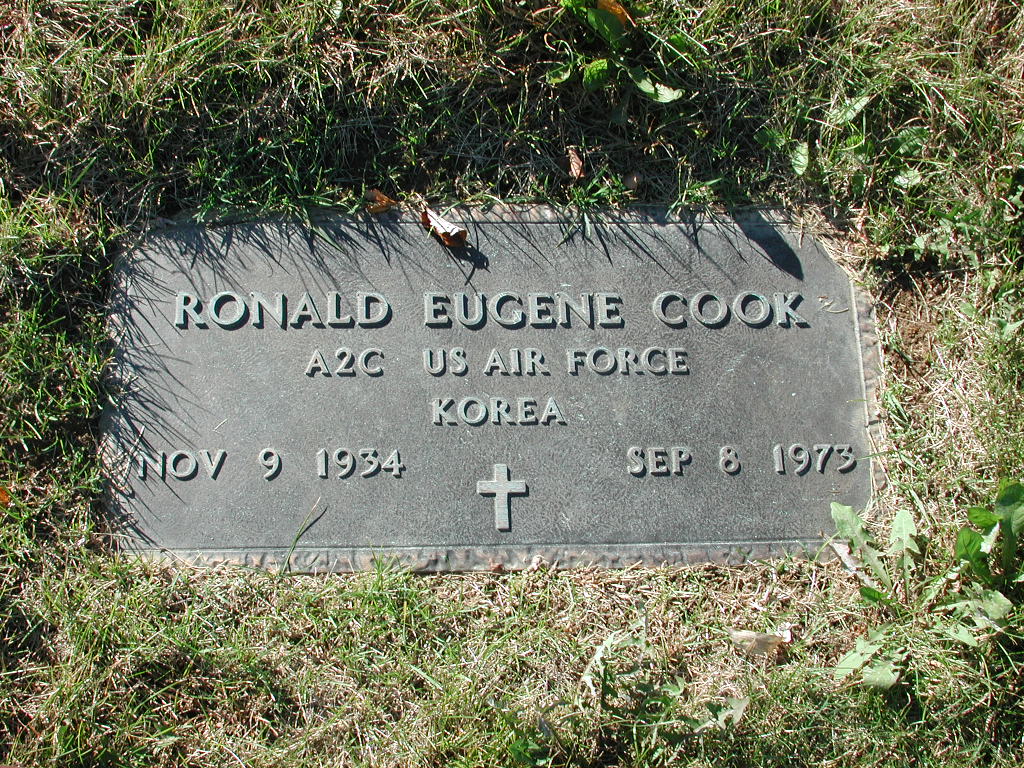 RONALD EUGENE COOK
A2C US AIR FORCE
KOREA
NOV 9 1934 SEP 8 1973